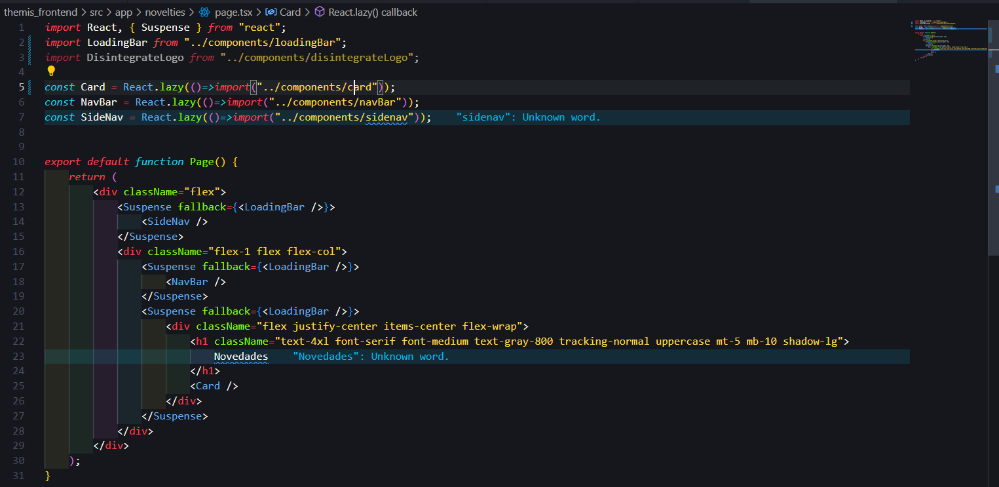 themis_frontend > src > app > novelties > page.tsx > Card > React.lazy() callback
1 import React, { Suspense } from "react";
2 import LoadingBar from "../components/loadingBar";
3 import DisintegrateLogo from "../components/disintegrateLogo";
4
5 const Card = React.lazy(()=>import("../components/card"));
6 const NavBar = React.lazy(()=>import("../components/navBar"));
7 const SideNav = React.lazy(()=>import("../components/sidenav")); "sidenav": Unknown word.
8
9
10 export default function Page() {
11 return (
12 <div className="flex">
13 <Suspense fallback={<LoadingBar />}>
14 <SideNav />
15 </Suspense>
16 <div className="flex-1 flex flex-col">
17 <Suspense fallback={<LoadingBar />}>
18 <NavBar />
19 </Suspense>
20 <Suspense fallback={<LoadingBar />}>
21 <div className="flex justify-center items-center flex-wrap">
22 <h1 className="text-4xl font-serif font-medium text-gray-800 tracking-normal uppercase mt-5 mb-10 shadow-lg">
23 Novedades "Novedades": Unknown word.
24 </h1>
25 <Card />
26 </div>
27 </Suspense>
28 </div>
29 </div>
30 );
31 }